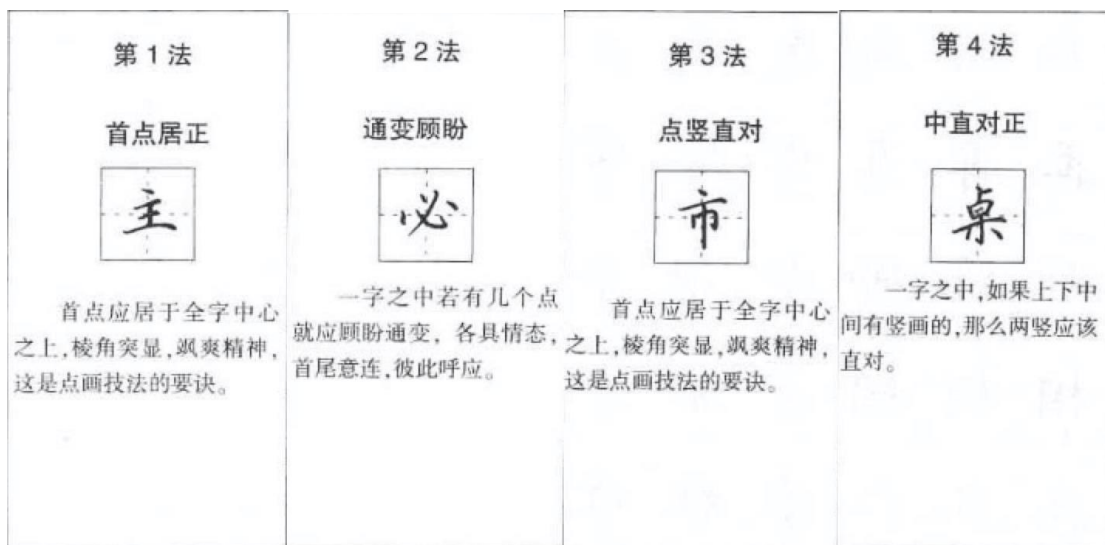 第1法
首点居正
主
首点应居于全字中心
之上,棱角突显,飒爽精神,
这是点画技法的要诀。
第2法
通变顾盼
必
一字之中若有几个点
就应顾盼通变,各具情态,
首尾意连,彼此呼应。
第3法
点竖直对
市
首点应居于全字中心
之上,棱角突显,飒爽精神,
这是点画技法的要诀。
第4法
中直对正
桌
一字之中,如果上下中
间有竖画的,那么两竖应该
直对。